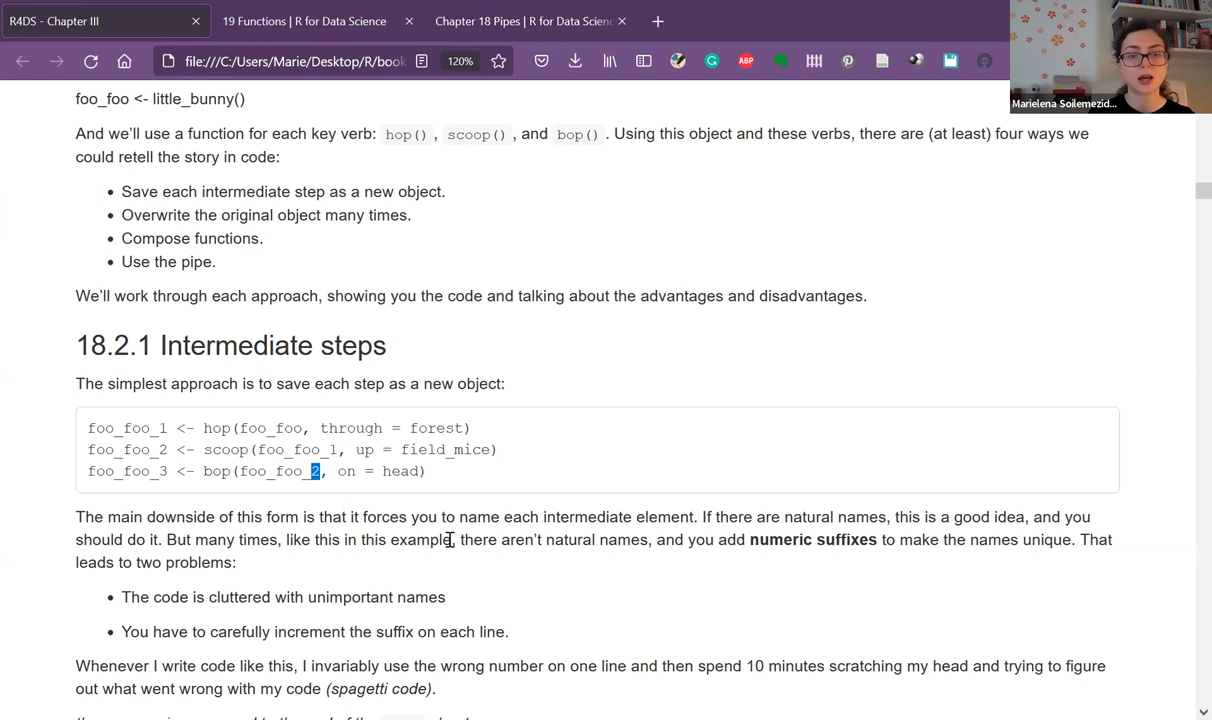 R4DS - Chapter III
19 Functions | R for Data Science
Chapter 18 Pipes | R for Data Scienc
file:///C:/Users/Marie/Desktop/R/book
120%
ABP
Marielena Soilemezid...
foo_foo <- little_bunny()
And we'll use a function for each key verb: hop() , scoop() , and bop() . Using this object and these verbs, there are (at least) four ways we
could retell the story in code:
• Save each intermediate step as a new object.
• Overwrite the original object many times.
• Compose functions.
• Use the pipe.
We'll work through each approach, showing you the code and talking about the advantages and disadvantages.
18.2.1 Intermediate steps
The simplest approach is to save each step as a new object:
foo_foo_1 <- hop(foo_foo, through = forest)
foo_foo_2 <- scoop(foo_foo_1, up = field_mice)
foo_foo_3 <- bop(foo_foo_2, on = head)
The main downside of this form is that it forces you to name each intermediate element. If there are natural names, this is a good idea, and you
should do it. But many times, like this in this example, there aren't natural names, and you add numeric suffixes to make the names unique. That
leads to two problems:
• The code is cluttered with unimportant names
• You have to carefully increment the suffix on each line.
Whenever I write code like this, I invariably use the wrong number on one line and then spend 10 minutes scratching my head and trying to figure
out what went wrong with my code (spagetti code).